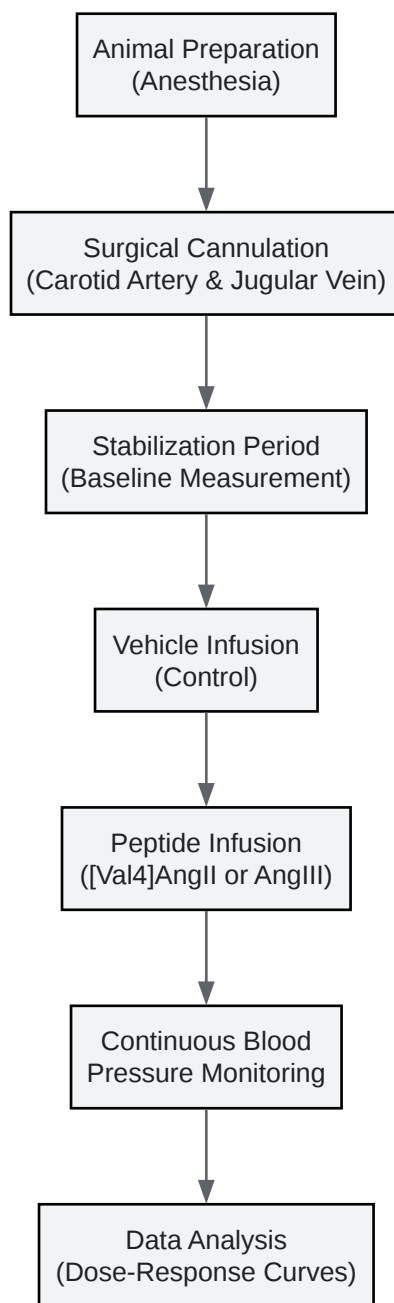 Animal Preparation
(Anesthesia)
Surgical Cannulation
(Carotid Artery & Jugular Vein)
Stabilization Period
(Baseline Measurement)
Vehicle Infusion
(Control)
Peptide Infusion
([Val4]AngII or AngIII)
Continuous Blood
Pressure Monitoring
Data Analysis
(Dose-Response Curves)